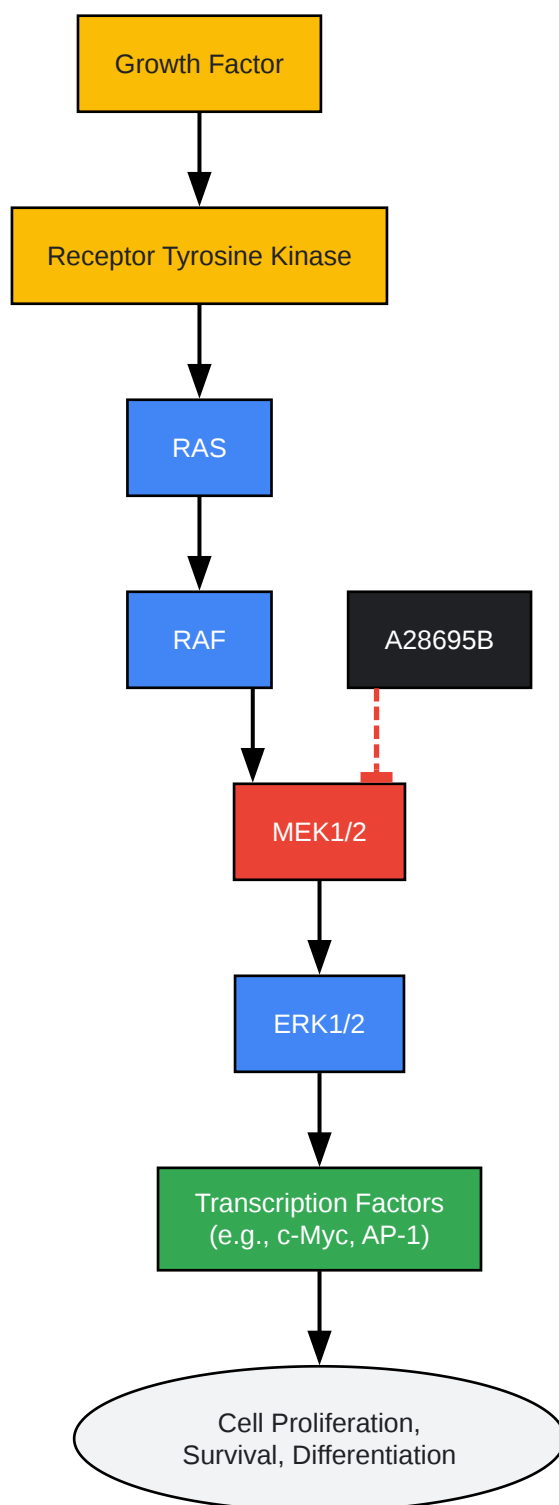 Growth Factor
Receptor Tyrosine Kinase
RAS
RAF
A28695B
MEK1/2
ERK1/2
Transcription Factors
(e.g., c-Myc, AP-1)
Cell Proliferation,
Survival, Differentiation